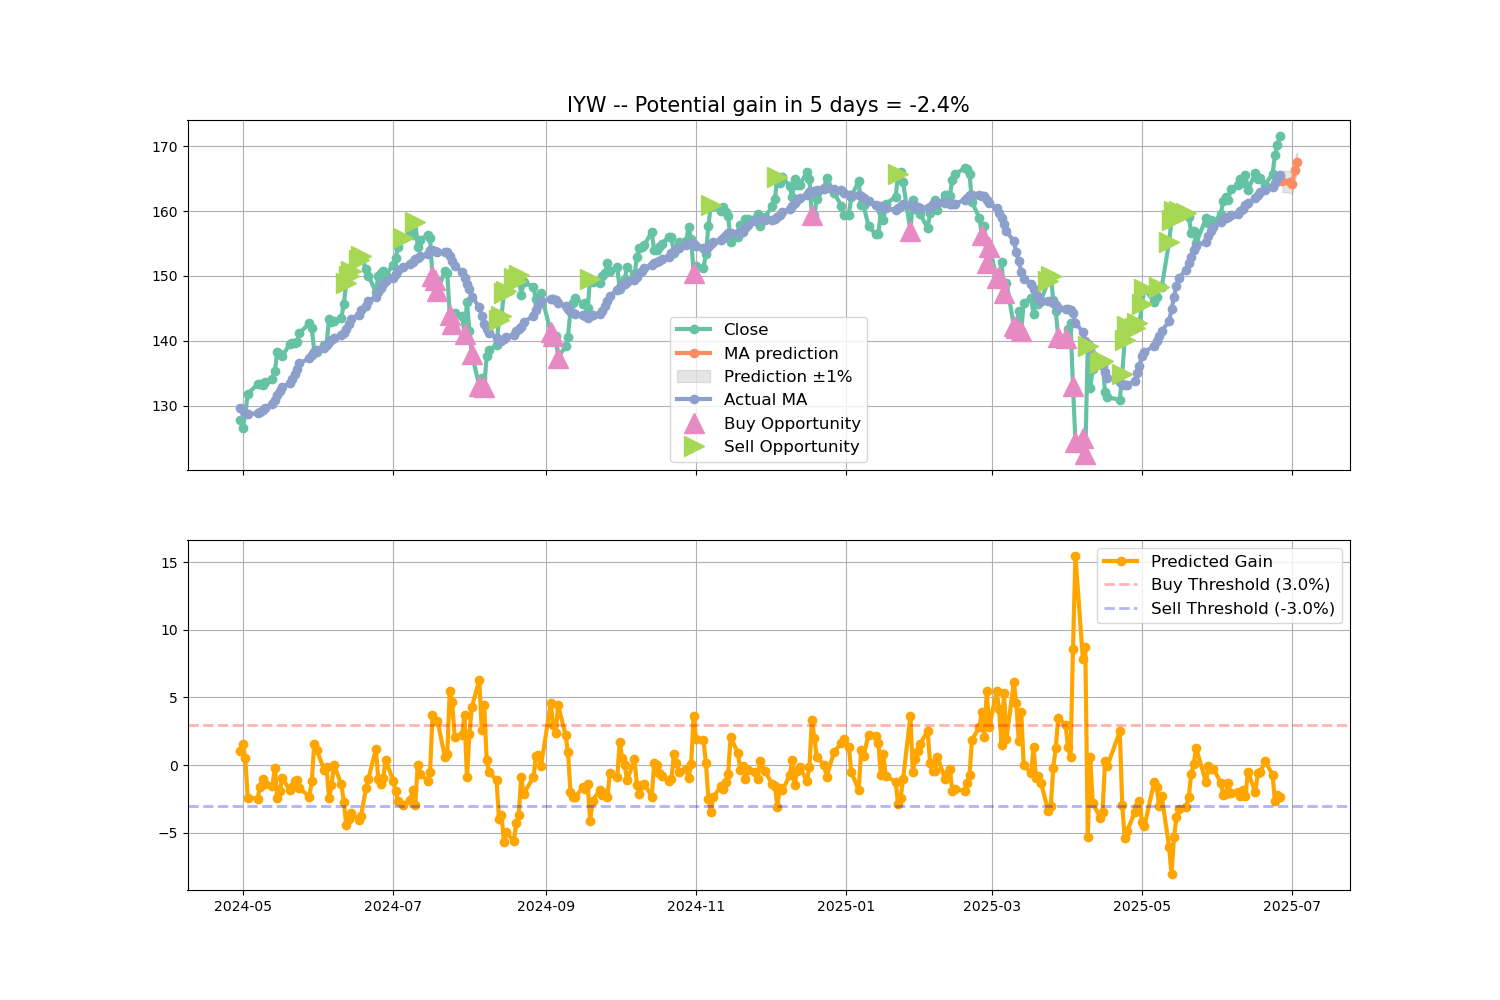 IYW -- Potential gain in 5 days = -2.4%
170
160
150
140
130
Close
MA prediction
Prediction ±1%
Actual MA
Buy Opportunity
Sell Opportunity
15
10
5
0
−5
Predicted Gain
Buy Threshold (3.0%)
Sell Threshold (-3.0%)
2024-05
2024-07
2024-09
2024-11
2025-01
2025-03
2025-05
2025-07